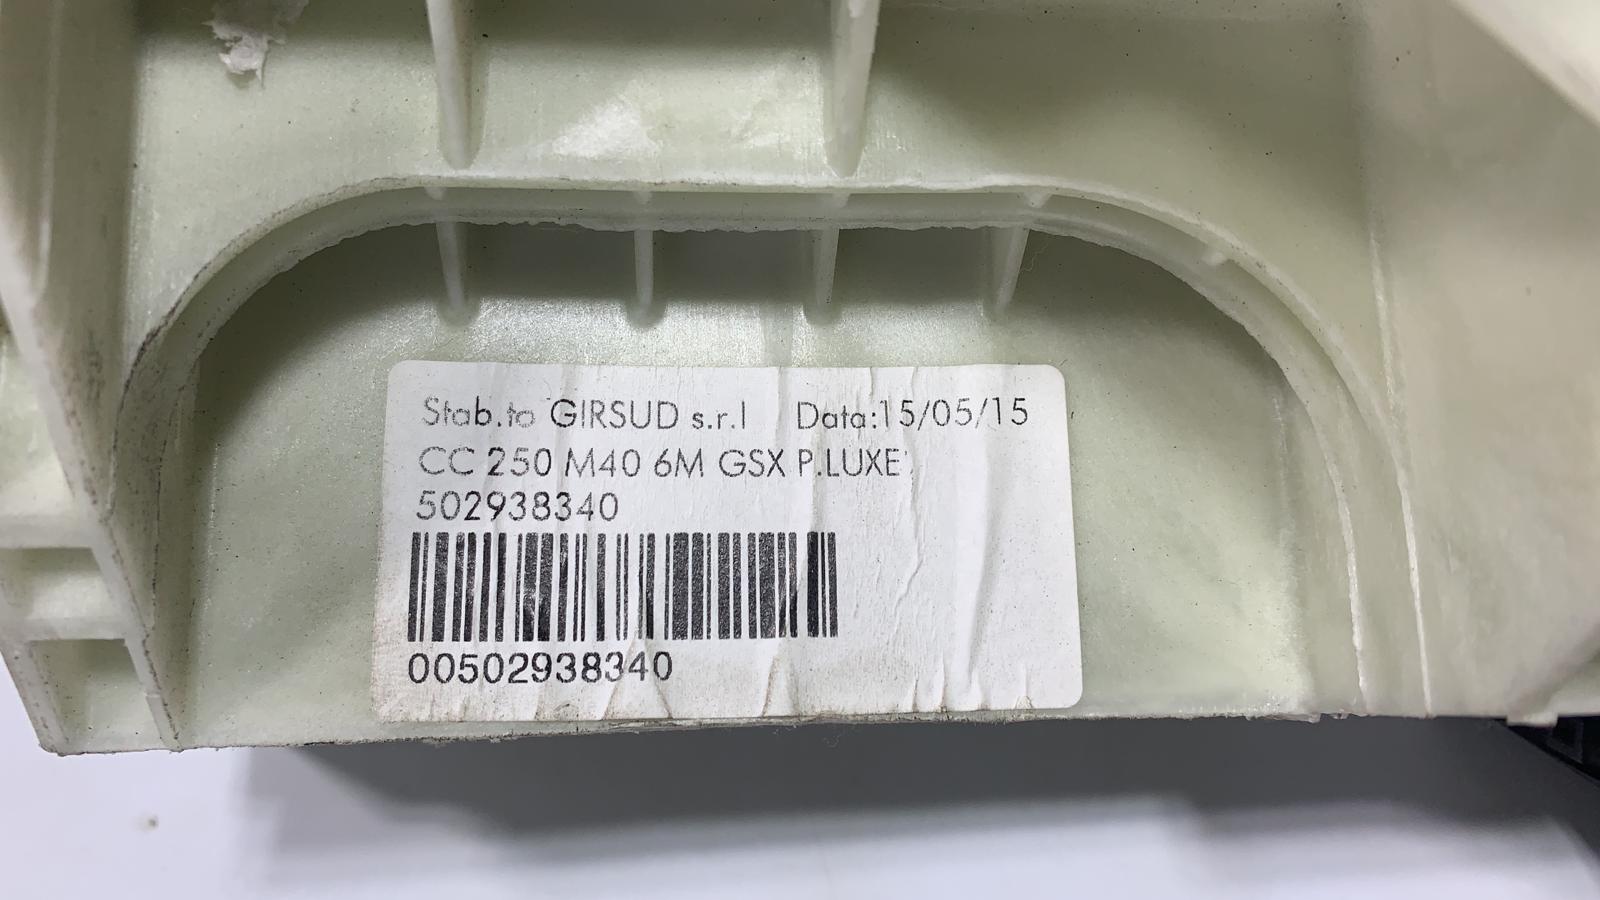 Stab.to GIRSUD s.r.l Data:15/05/15
CC 250 M40 6M GSX P.LUXE
502938340
00502938340